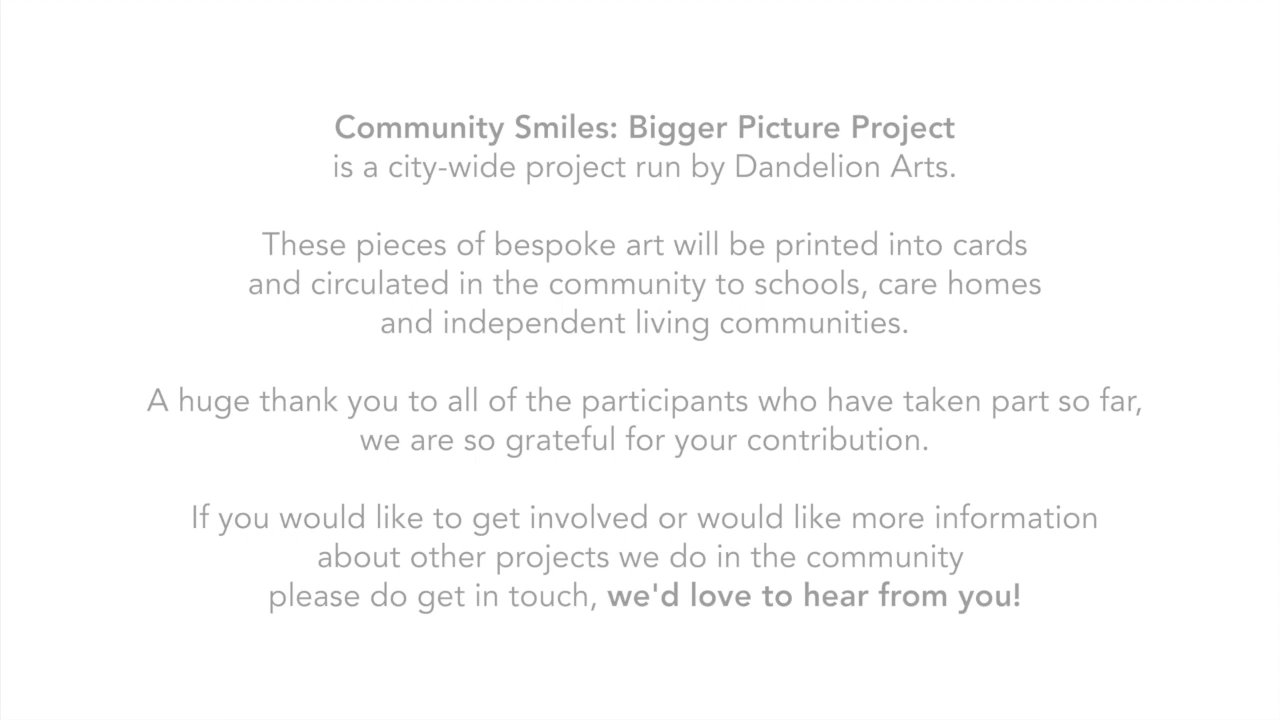 Community Smiles: Bigger Picture Project
is a city-wide project run by Dandelion Arts.
These pieces of bespoke art will be printed into cards
and circulated in the community to schools, care homes
and independent living communities.
A huge thank you to all of the participants who have taken part so far,
we are so grateful for your contribution.
If you would like to get involved or would like more information
about other projects we do in the community
please do get in touch, we'd love to hear from you!